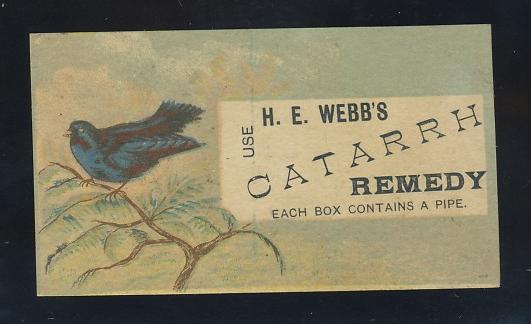 USE
H. E. WEBB'S
CATARRH
REMEDY
EACH BOX CONTAINS A PIPE.